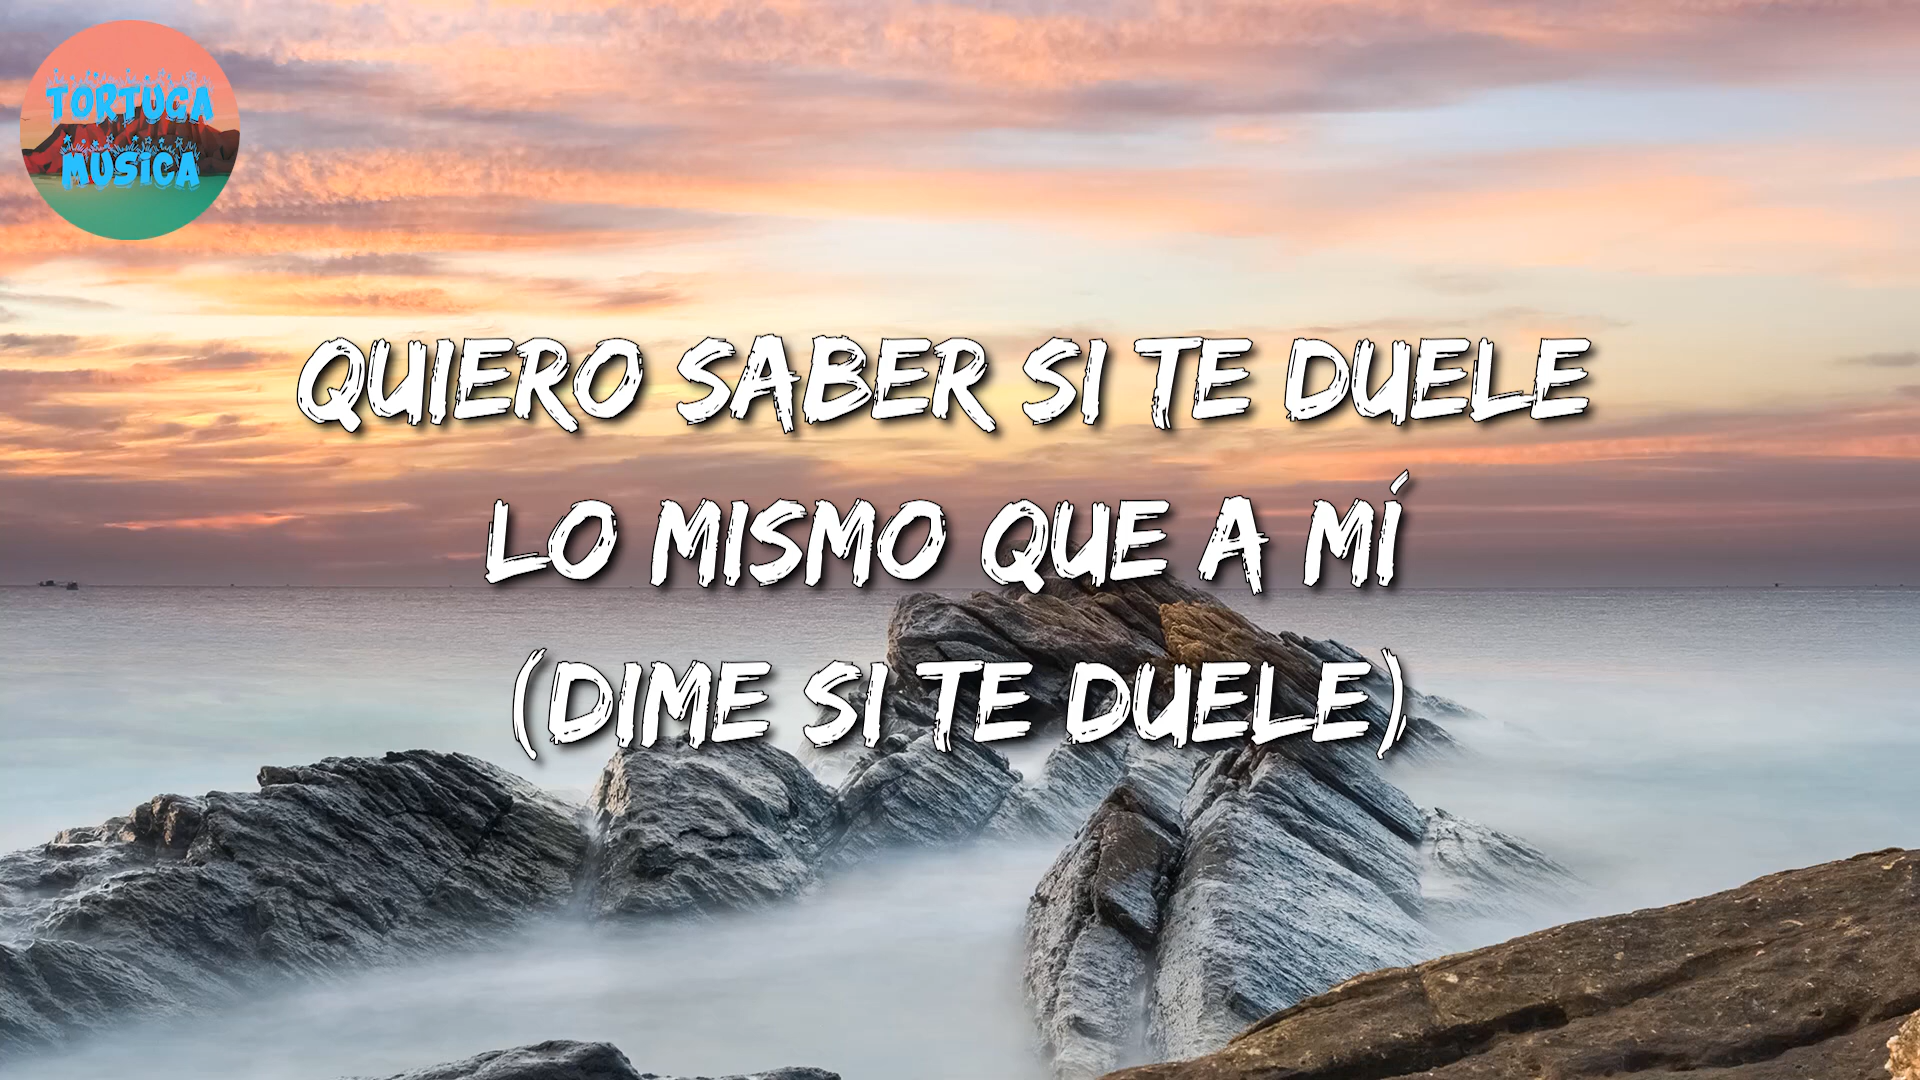 TORTUGA
MUSICA
QUIERO SABER SI TE DUELE
LO MISMO QUE A MÍ
(DIME SI TE DUELE)